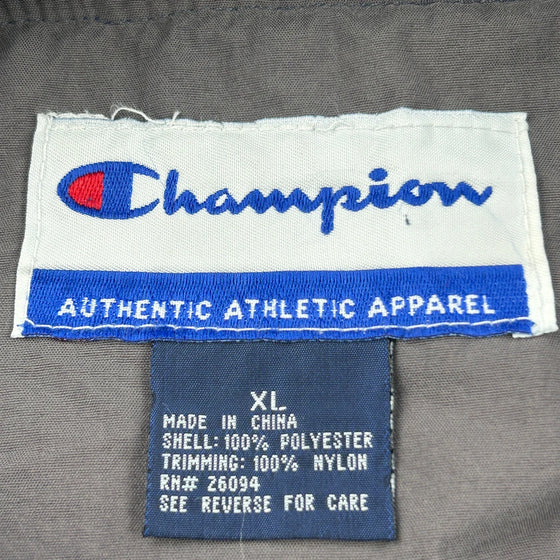 Champion
AUTHENTIC ATHLETIC APPAREL
XL
MADE IN CHINA
SHELL: 100% POLYESTER
TRIMMING: 100% NYLON
RN# 26094
SEE REVERSE FOR CARE